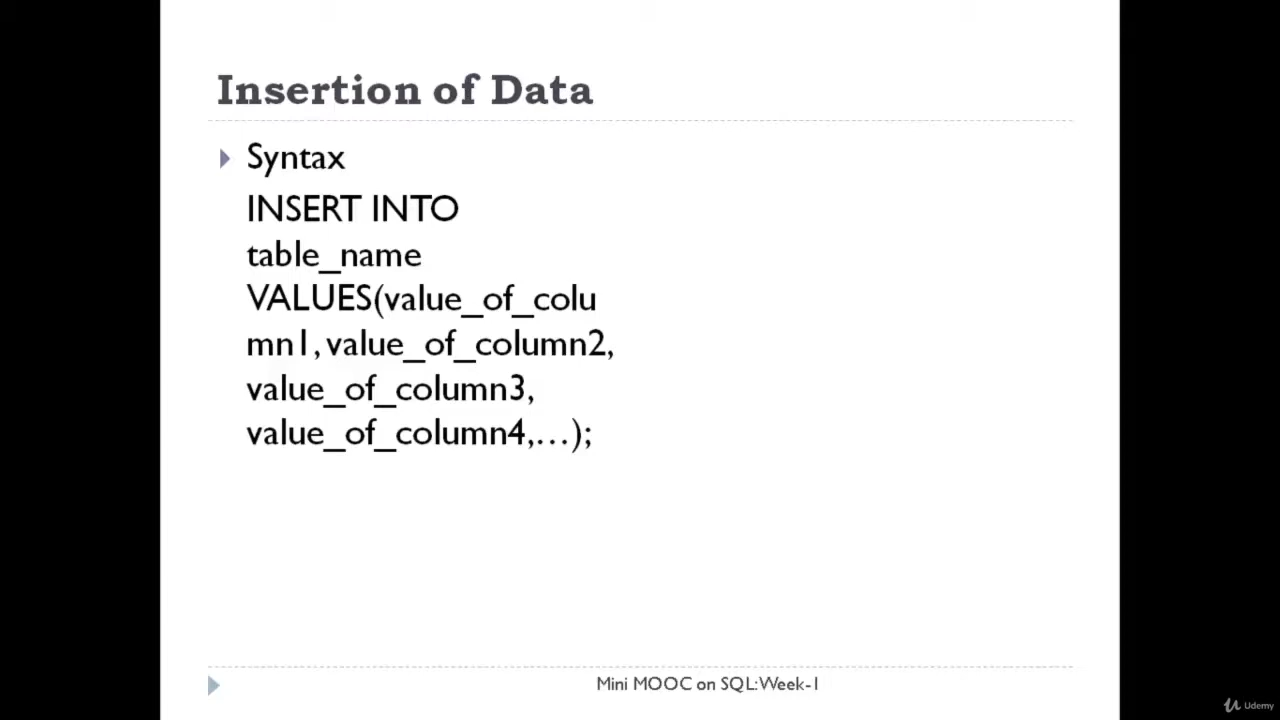 Insertion of Data
Syntax
INSERT INTO
table_name
VALUES(value_of_colu
mn1,value_of_column2,
value_of_column3,
value_of_column4,…);
Mini MOOC on SQL:Week-1
Udemy